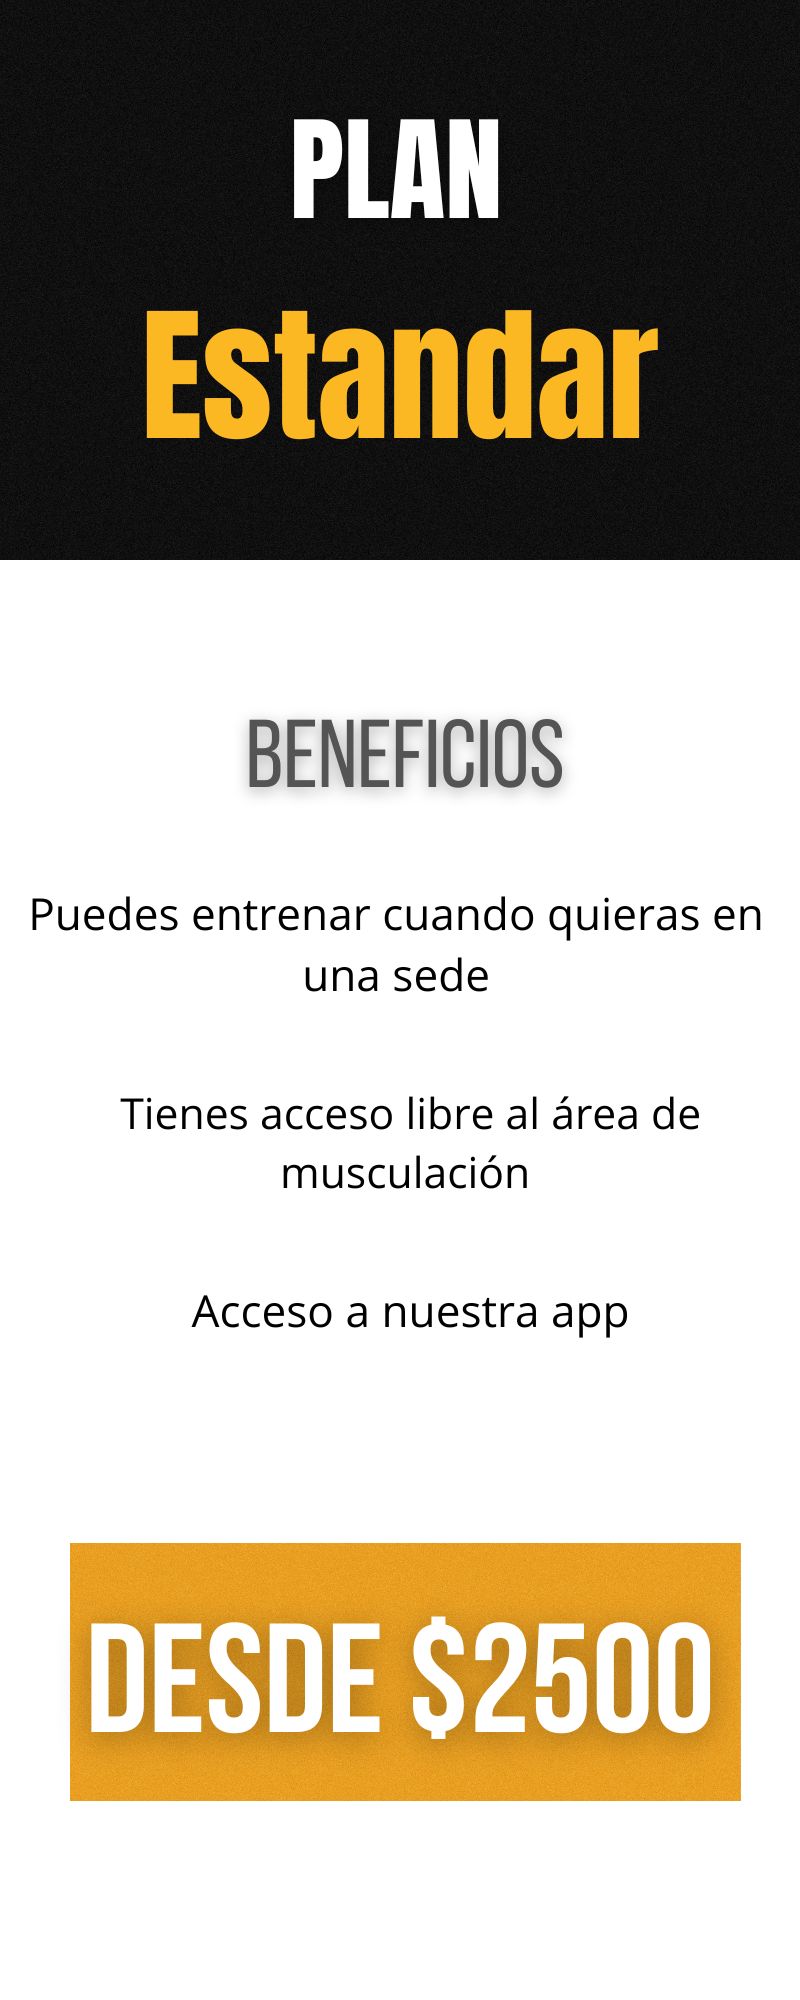 PLAN
Estandar
BENEFICIOS
Puedes entrenar cuando quieras en
una sede
Tienes acceso libre al área de
musculación
Acceso a nuestra app
DESDE $2500